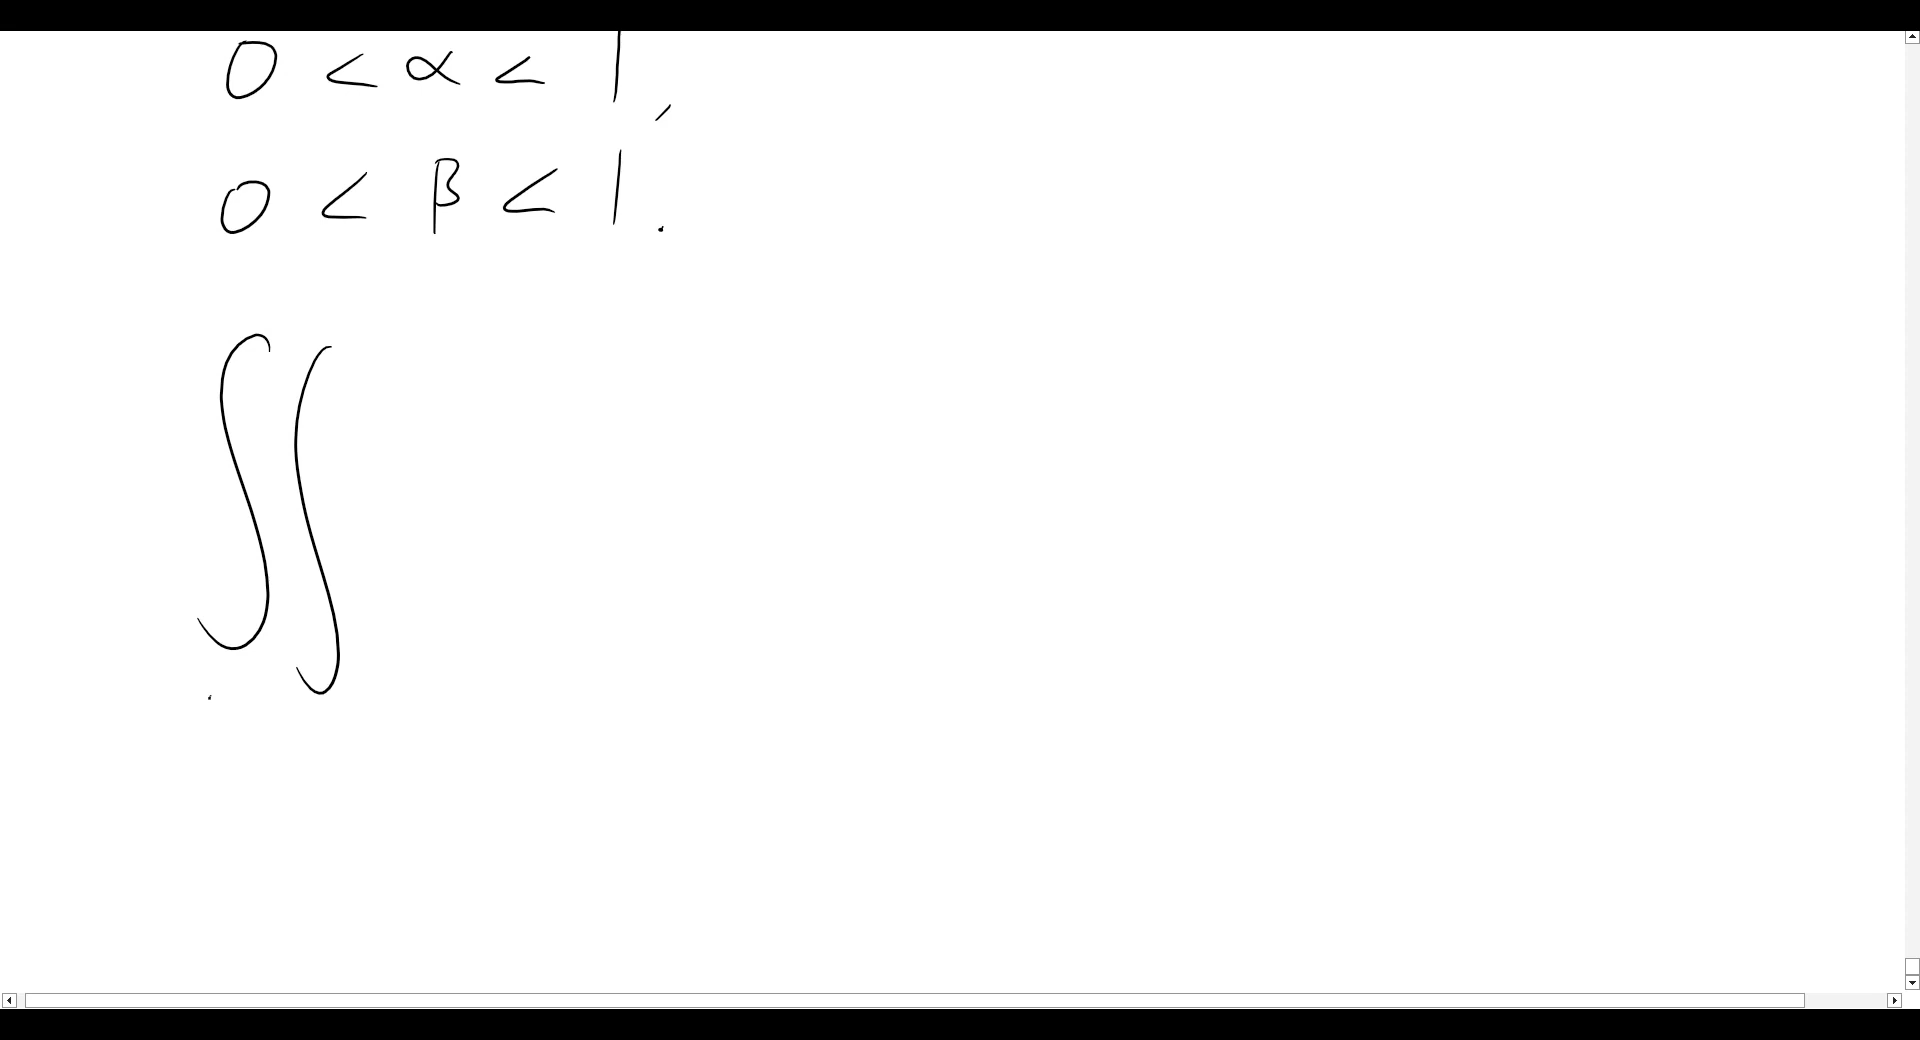 0 < α < 1,
0 < β < 1.
∫∫